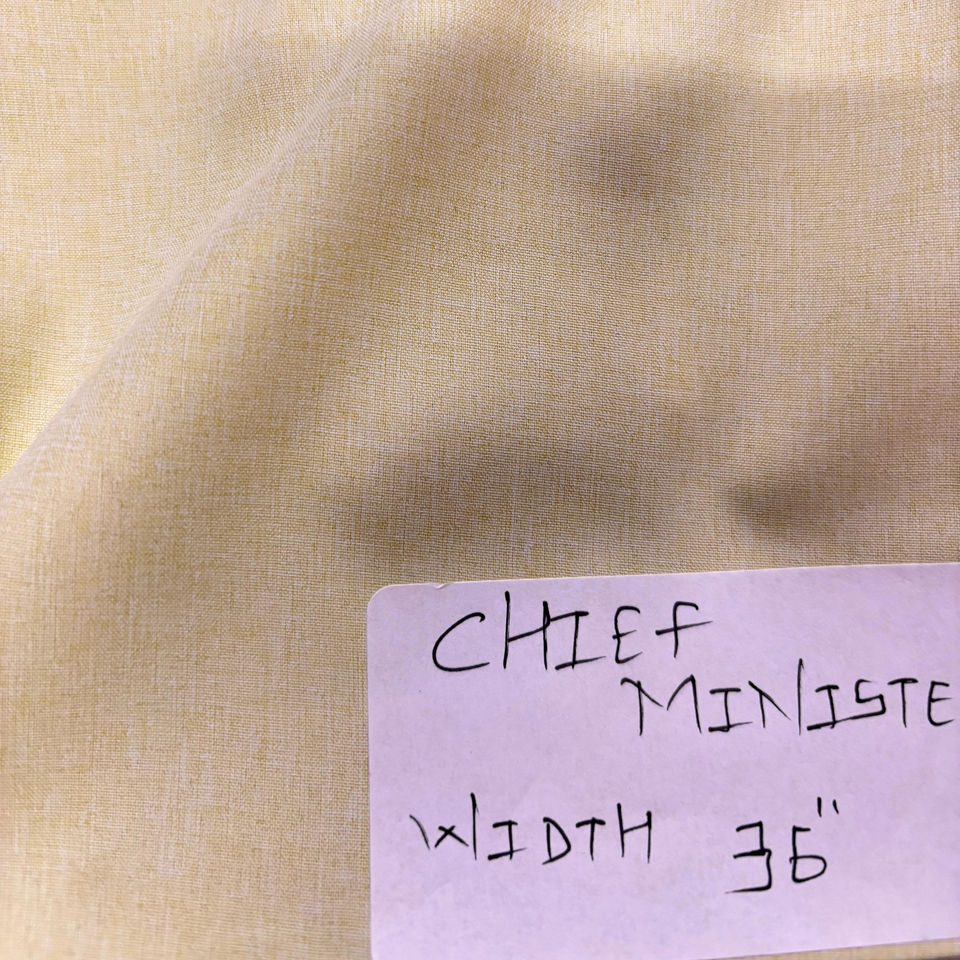 CHIEF
MINISTE
WIDTH 36"